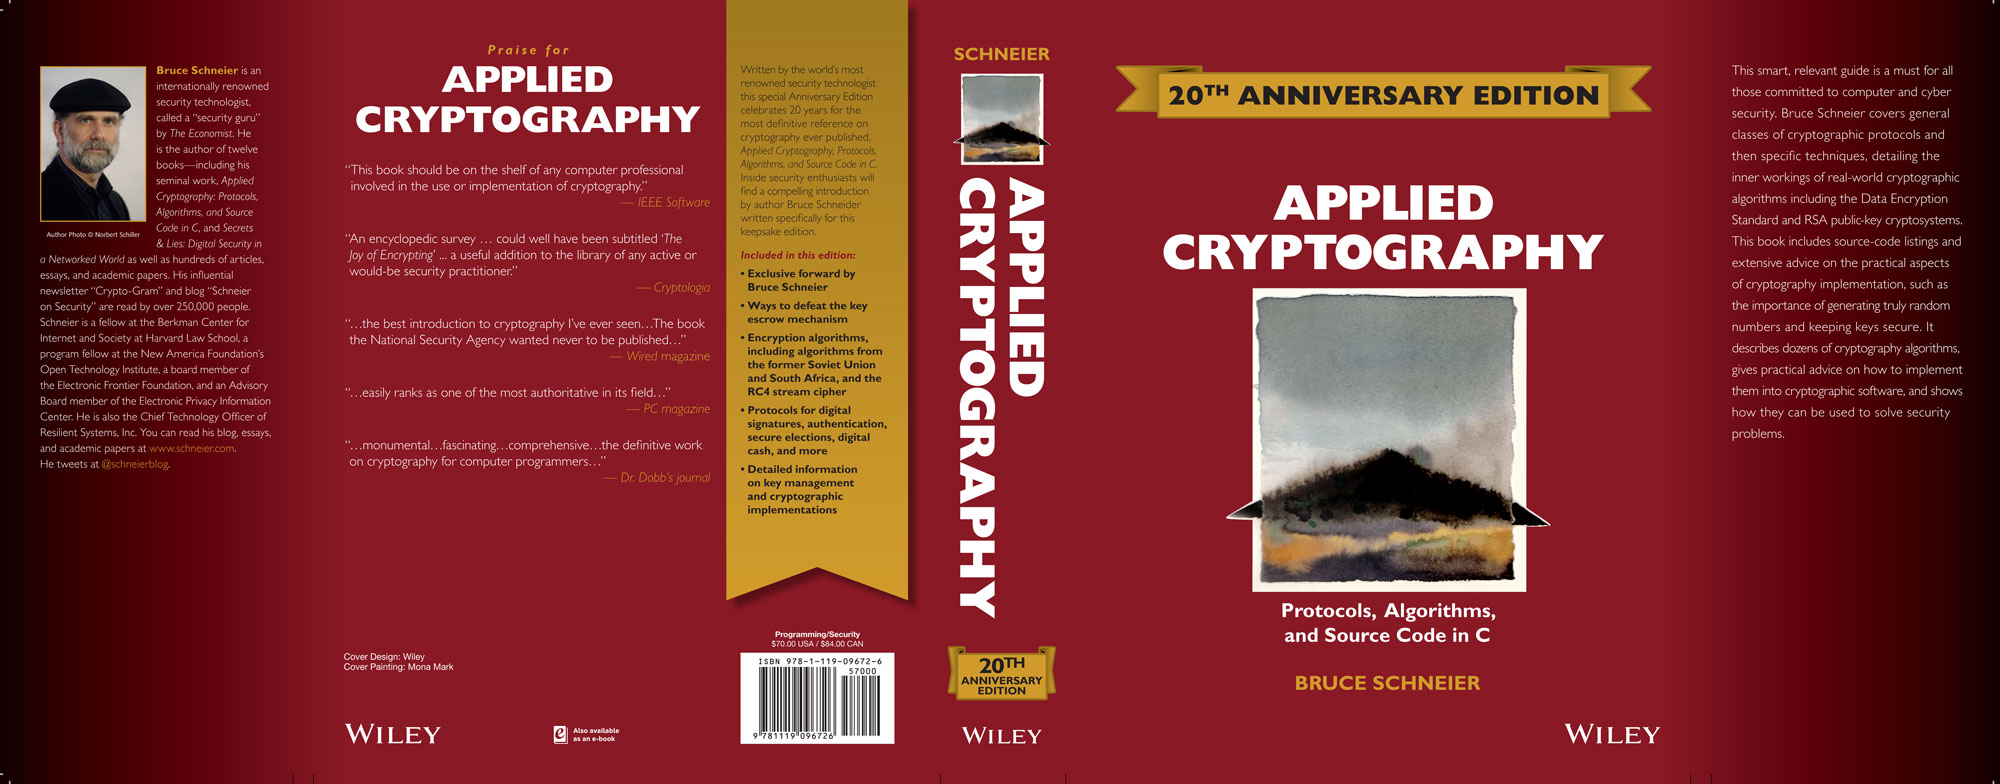 Bruce Schneier is an
internationally renowned
security technologist,
called a “security guru”
by The Economist. He
is the author of twelve
books—including his
seminal work, Applied
Cryptography: Protocols,
Algorithms, and Source
Code in C, and Secrets
& Lies: Digital Security in
a Networked World as well as hundreds of articles,
essays, and academic papers. His influential
newsletter “Crypto-Gram” and blog “Schneier
on Security” are read by over 250,000 people.
Schneier is a fellow at the Berkman Center for
Internet and Society at Harvard Law School, a
program fellow at the New America Foundation’s
Open Technology Institute, a board member of
the Electronic Frontier Foundation, and an Advisory
Board member of the Electronic Privacy Information
Center. He is also the Chief Technology Officer of
Resilient Systems, Inc. You can read his blog, essays,
and academic papers at www.schneier.com.
He tweets at @schneierblog.
Author Photo © Norbert Schiller
Praise for
APPLIED
CRYPTOGRAPHY
“This book should be on the shelf of any computer professional
involved in the use or implementation of cryptography.”
— IEEE Software
“An encyclopedic survey … could well have been subtitled ‘The
Joy of Encrypting’ ... a useful addition to the library of any active or
would-be security practitioner.”
— Cryptologia
“…the best introduction to cryptography I’ve ever seen…The book
the National Security Agency wanted never to be published…”
— Wired magazine
“…easily ranks as one of the most authoritative in its field…”
— PC magazine
“…monumental…fascinating…comprehensive…the definitive work
on cryptography for computer programmers…”
— Dr. Dobb’s journal
Cover Design: Wiley
Cover Painting: Mona Mark
WILEY
e
Also available
as an e-book
Written by the world’s most
renowned security technologist
this special Anniversary Edition
celebrates 20 years for the
most definitive reference on
cryptography ever published,
Applied Cryptography, Protocols,
Algorithms, and Source Code in C.
Inside security enthusiasts will
find a compelling introduction
by author Bruce Schneider
written specifically for this
keepsake edition.
Included in this edition:
• Exclusive forward by
Bruce Schneier
• Ways to defeat the key
escrow mechanism
• Encryption algorithms,
including algorithms from
the former Soviet Union
and South Africa, and the
RC4 stream cipher
• Protocols for digital
signatures, authentication,
secure elections, digital
cash, and more
• Detailed information
on key management
and cryptographic
implementations
Programming/Security
$70.00 USA / $84.00 CAN
ISBN 978-1-119-09672-6
57000
9 781119 096726
SCHNEIER
APPLIED
CRYPTOGRAPHY
20TH
ANNIVERSARY
EDITION
WILEY
20TH ANNIVERSARY EDITION
APPLIED
CRYPTOGRAPHY
Protocols, Algorithms,
and Source Code in C
BRUCE SCHNEIER
WILEY
This smart, relevant guide is a must for all
those committed to computer and cyber
security. Bruce Schneier covers general
classes of cryptographic protocols and
then specific techniques, detailing the
inner workings of real-world cryptographic
algorithms including the Data Encryption
Standard and RSA public-key cryptosystems.
This book includes source-code listings and
extensive advice on the practical aspects
of cryptography implementation, such as
the importance of generating truly random
numbers and keeping keys secure. It
describes dozens of cryptography algorithms,
gives practical advice on how to implement
them into cryptographic software, and shows
how they can be used to solve security
problems.